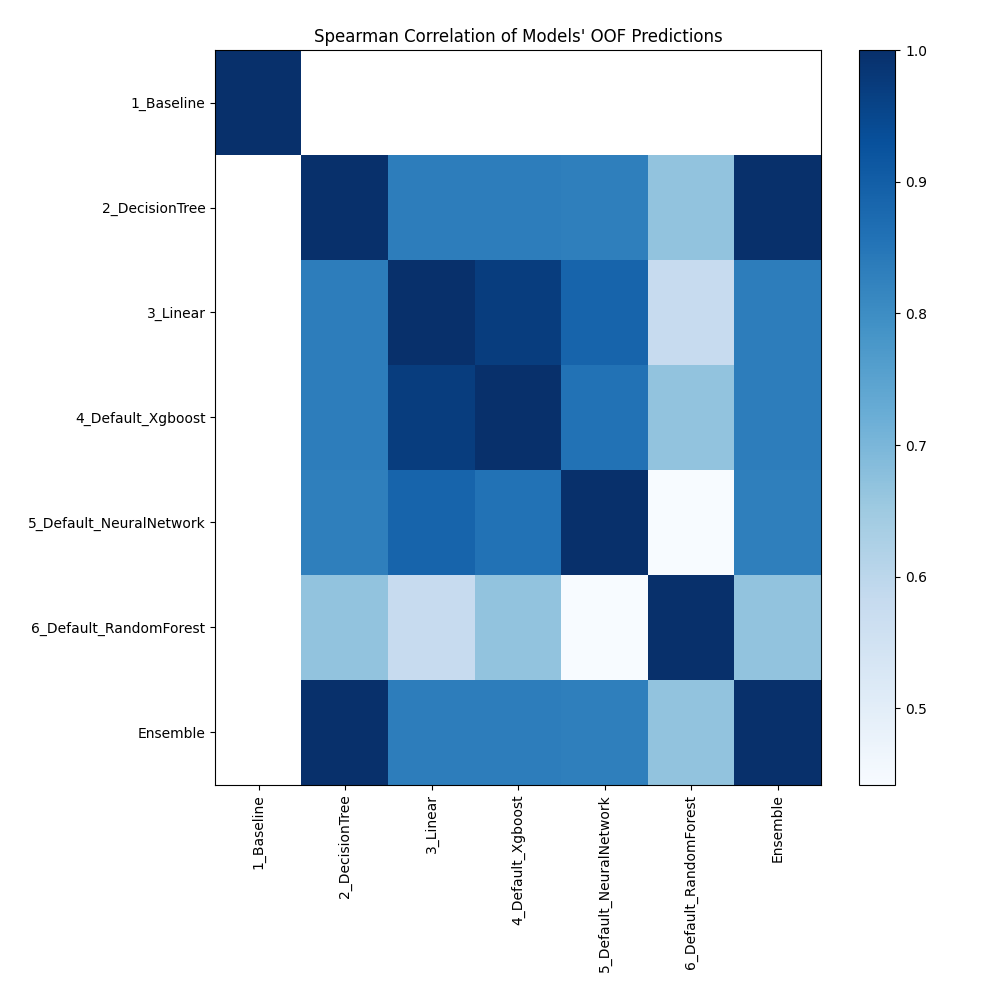 Spearman Correlation of Models' OOF Predictions
1_Baseline
2_DecisionTree
3_Linear
4_Default_Xgboost
5_Default_NeuralNetwork
6_Default_RandomForest
Ensemble
1_Baseline
2_DecisionTree
3_Linear
4_Default_Xgboost
5_Default_NeuralNetwork
6_Default_RandomForest
Ensemble
1.0
0.9
0.8
0.7
0.6
0.5